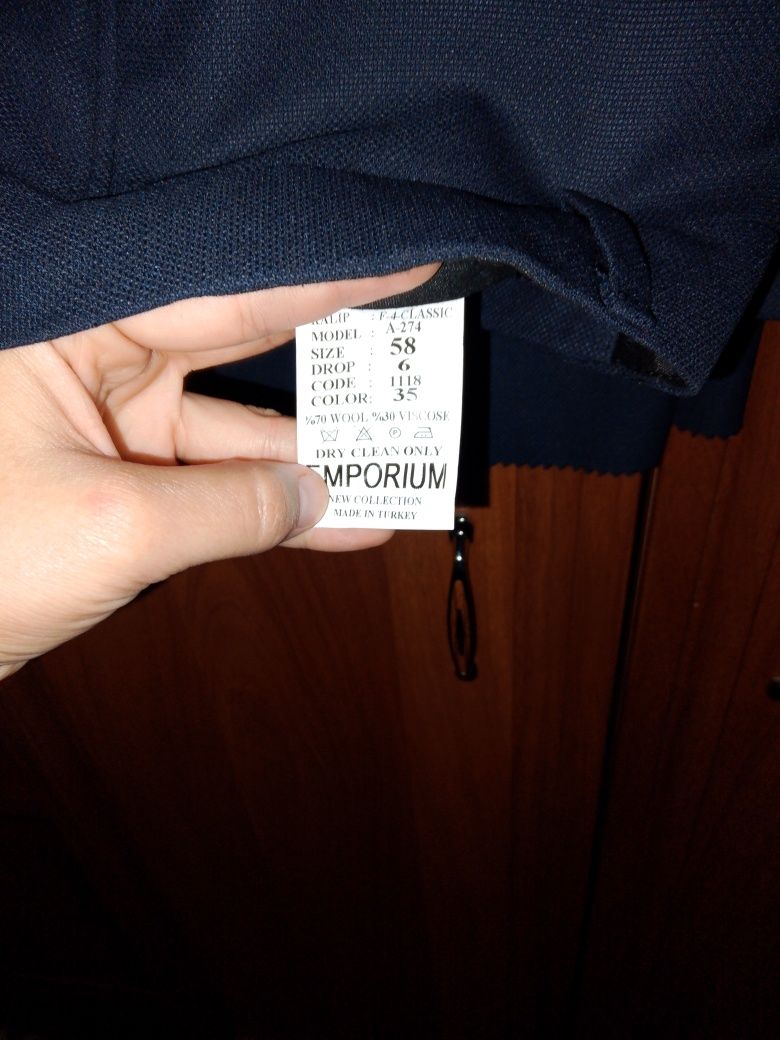 KALIP : F-4-CLASSIC
MODEL : A-274
SIZE : 58
DROP : 6
CODE : 1118
COLOR: 35
%70 WOOL %30 VISCOSE
P
DRY CLEAN ONLY
EMPORIUM
NEW COLLECTION
MADE IN TURKEY